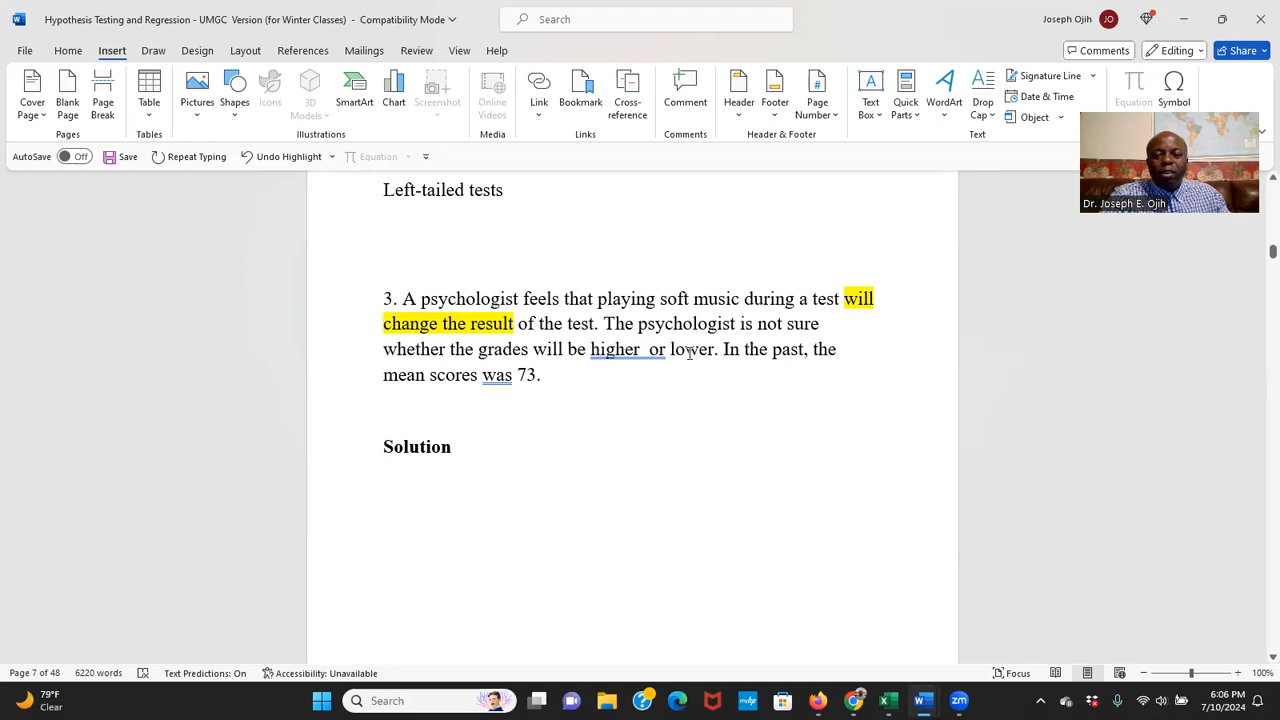 Hypothesis Testing and Regression - UMGC Version (for Winter Classes) - Compatibility Mode
Search
Joseph Ojih
JO
File Home Insert Draw Design Layout References Mailings Review View Help
Comments
Editing
Share
Cover Page
Blank Page
Page Break
Table
Pictures
Shapes
Icons
3D Models
SmartArt
Chart
Screenshot
Online Videos
Link
Bookmark
Cross-reference
Comment
Header
Footer
Page Number
Text Box
Quick Parts
WordArt
Drop Cap
Signature Line
Date & Time
Object
Equation
Symbol
Pages
Tables
Illustrations
Media
Links
Comments
Header & Footer
Text
AutoSave Off Save Repeat Typing Undo Highlight Equation
Dr. Joseph E. Ojih
Left-tailed tests
3. A psychologist feels that playing soft music during a test will
change the result of the test. The psychologist is not sure
whether the grades will be higher or lover. In the past, the
mean scores was 73.
Solution
Page 7 of 48 6220 words Text Predictions: On Accessibility: Unavailable Focus 100%
79°F
Clear
Search
mdrp
zm
6:06 PM
7/10/2024